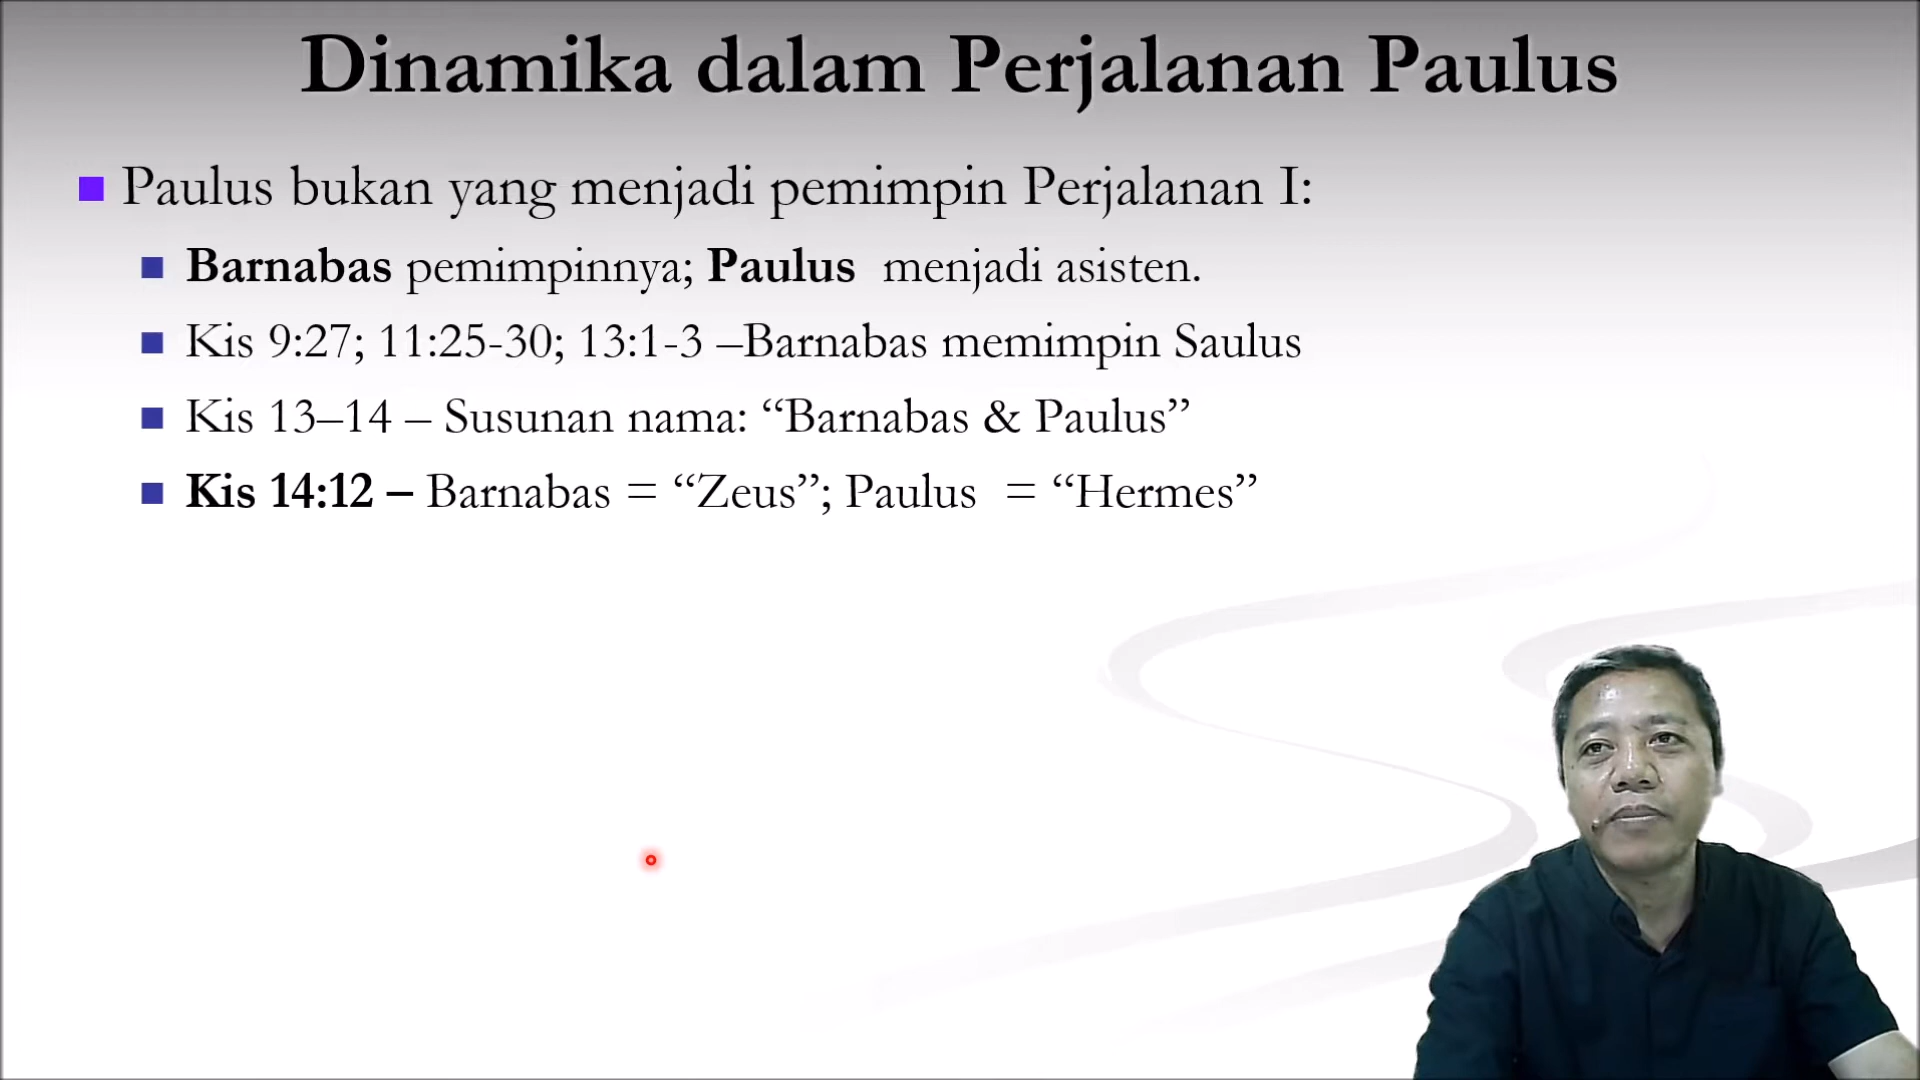 Dinamika dalam Perjalanan Paulus
Paulus bukan yang menjadi pemimpin Perjalanan I:
Barnabas pemimpinnya; Paulus menjadi asisten.
Kis 9:27; 11:25-30; 13:1-3 –Barnabas memimpin Saulus
Kis 13–14 – Susunan nama: “Barnabas & Paulus”
Kis 14:12 – Barnabas = “Zeus”; Paulus = “Hermes”